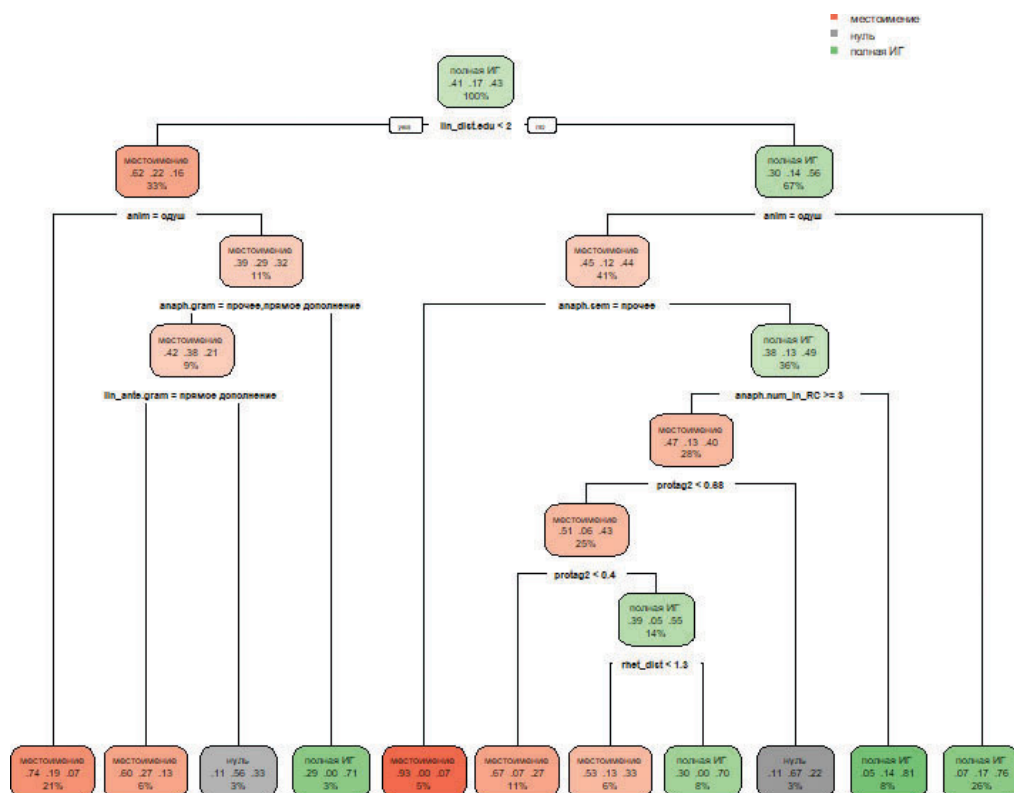 местоимение
нуль
полная ИГ
полная ИГ
.41 .17 .43
100%
yes
lin_dist.edu < 2
no
местоимение
.62 .22 .16
33%
полная ИГ
.30 .14 .56
67%
anim = одуш
anim = одуш
местоимение
.39 .29 .32
11%
местоимение
.45 .12 .44
41%
anaph.gram = прочее,прямое дополнение
anaph.sem = прочее
местоимение
.42 .38 .21
9%
полная ИГ
.38 .13 .49
36%
lin_ante.gram = прямое дополнение
anaph.num_in_RC >= 3
местоимение
.47 .13 .40
28%
protag2 < 0.68
местоимение
.51 .06 .43
25%
protag2 < 0.4
полная ИГ
.39 .05 .55
14%
rhet_dist < 1.3
местоимение
.74 .19 .07
21%
местоимение
.60 .27 .13
6%
нуль
.11 .56 .33
3%
полная ИГ
.29 .00 .71
3%
местоимение
.93 .00 .07
5%
местоимение
.67 .07 .27
11%
местоимение
.53 .13 .33
6%
полная ИГ
.30 .00 .70
8%
нуль
.11 .67 .22
3%
полная ИГ
.05 .14 .81
8%
полная ИГ
.07 .17 .76
26%